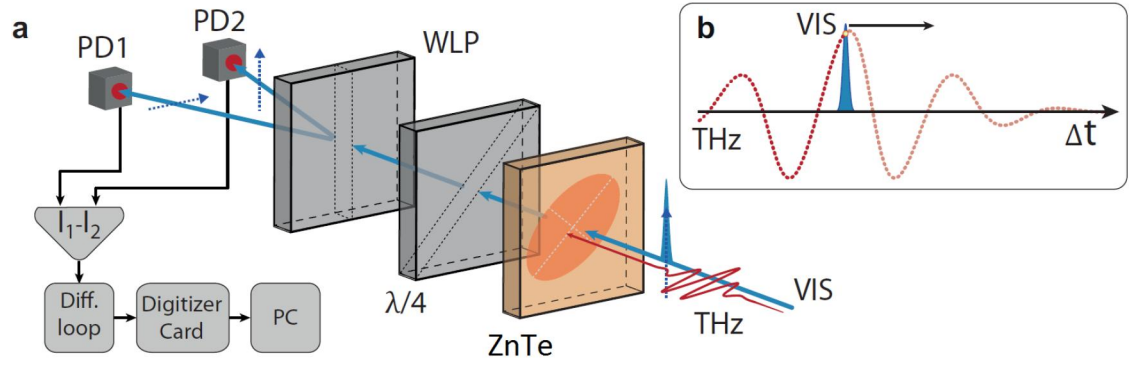 a
PD1
PD2
WLP
I₁-I₂
Diff.
loop
Digitizer
Card
PC
λ/4
ZnTe
THz
VIS
b
VIS
THz
Δt